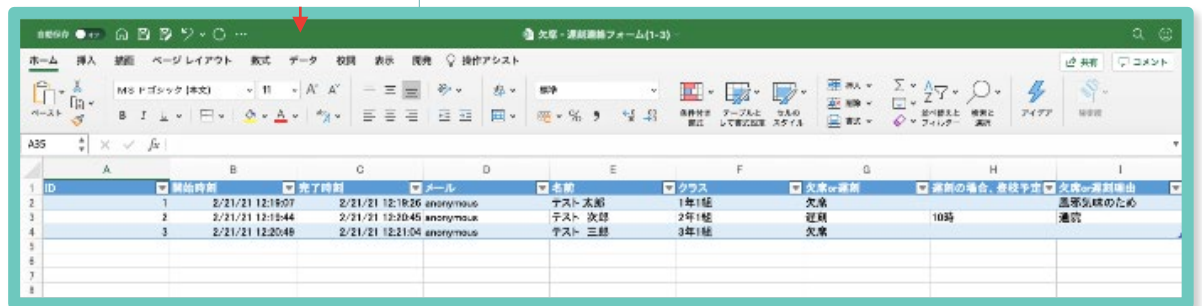 自動保存 オフ 欠席・遅刻連絡フォーム(1-3)
ホーム 挿入 描画 ページ レイアウト 数式 データ 校閲 表示 開発 操作アシスト 共有 コメント
MS Pゴシック (本文) 11 標準 挿入
ペースト B I U 条件付き書式 テーブルとして書式設定 セルのスタイル 削除 書式 並べ替えとフィルター 検索と選択 アイデア
A35 fx
A B C D E F G H I
1 ID 開始時刻 完了時刻 メール 名前 クラス 欠席or遅刻 遅刻の場合、登校予定 欠席or遅刻理由
2 1 2/21/21 12:19:07 2/21/21 12:19:26 anonymous テスト 太郎 1年1組 欠席 風邪気味のため
3 2 2/21/21 12:19:44 2/21/21 12:20:45 anonymous テスト 次郎 2年1組 遅刻 10時 通院
4 3 2/21/21 12:20:49 2/21/21 12:21:04 anonymous テスト 三郎 3年1組 欠席
5
6
7
8